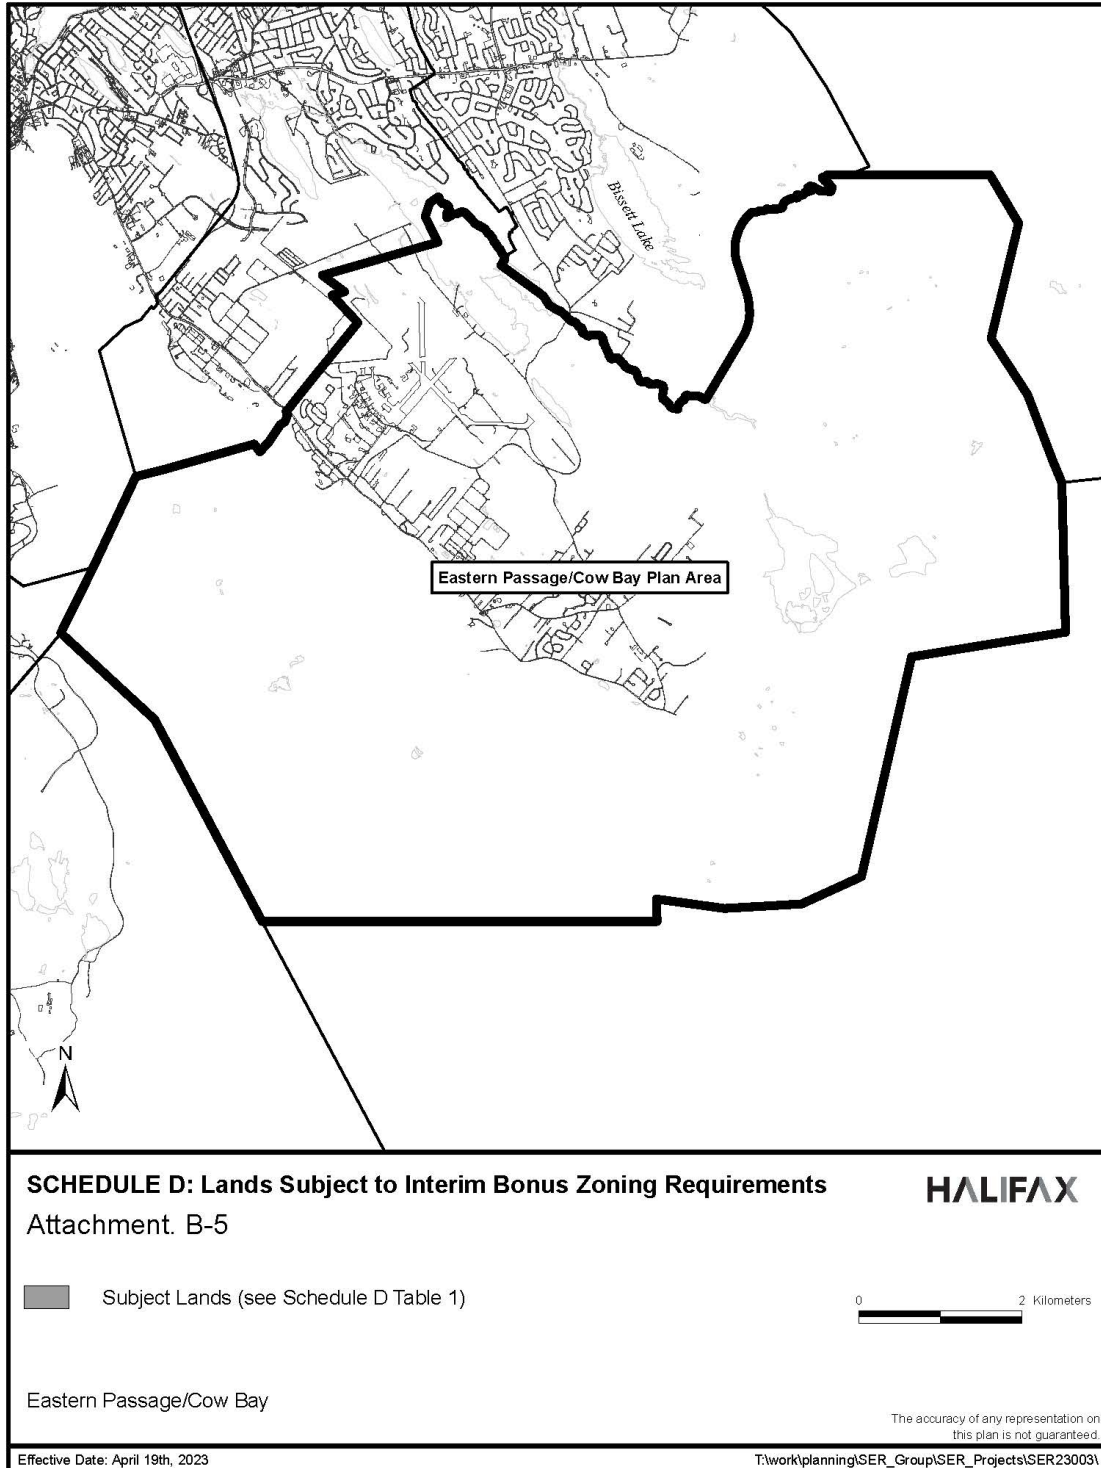 Bissett Lake
Eastern Passage/Cow Bay Plan Area
N
SCHEDULE D: Lands Subject to Interim Bonus Zoning Requirements
HALIFAX
Attachment. B-5
Subject Lands (see Schedule D Table 1)
0 2 Kilometers
Eastern Passage/Cow Bay
The accuracy of any representation on
this plan is not guaranteed.
Effective Date: April 19th, 2023
T:\work\planning\SER_Group\SER_Projects\SER23003\